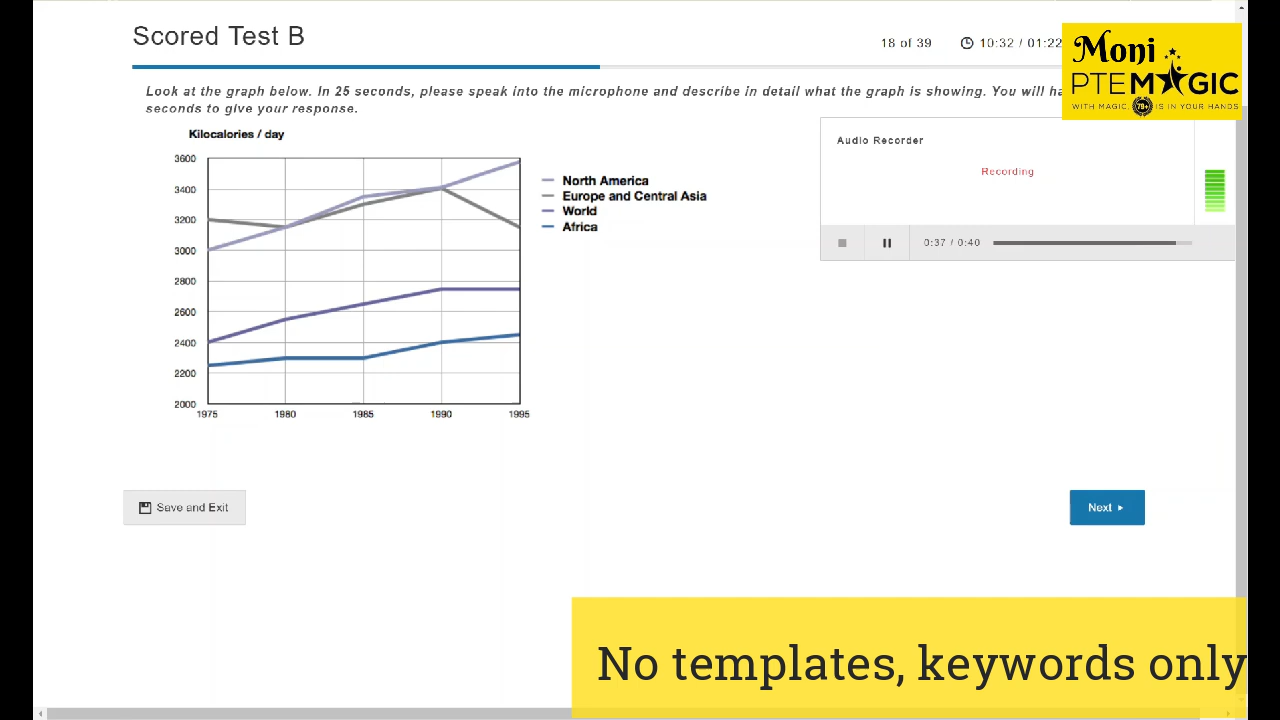 Scored Test B
18 of 39
10:32 / 01:22
Moni
PTEMAGIC
WITH MAGIC, 79+ IS IN YOUR HANDS
Look at the graph below. In 25 seconds, please speak into the microphone and describe in detail what the graph is showing. You will ha
seconds to give your response.
Kilocalories / day
3600
3400
3200
3000
2800
2600
2400
2200
2000
1975 1980 1985 1990 1995
North America
Europe and Central Asia
World
Africa
Audio Recorder
Recording
0:37 / 0:40
Save and Exit
Next
No templates, keywords only